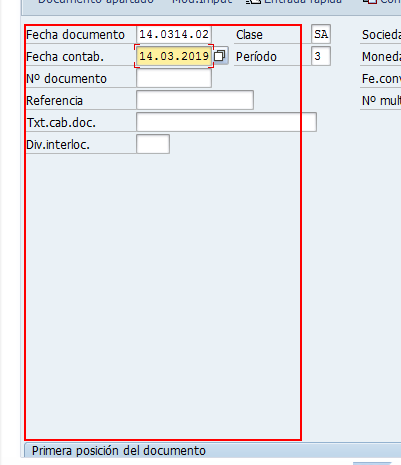 Documento aparcado Mod.imput Entrada rápida
Fecha documento 14.0314.02 Clase SA Socieda
Fecha contab. 14.03.2019 Período 3 Moneda
Nº documento Fe.conv
Referencia Nº mult
Txt.cab.doc.
Div.interloc.
Primera posición del documento